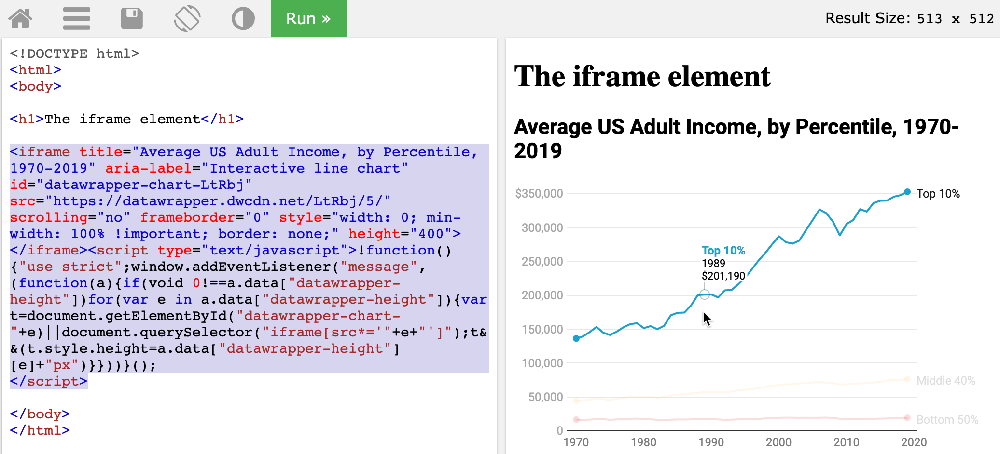 Run »
Result Size: 513 x 512
<!DOCTYPE html>
<html>
<body>
<h1>The iframe element</h1>
<iframe title="Average US Adult Income, by Percentile,
1970-2019" aria-label="Interactive line chart"
id="datawrapper-chart-LtRbj"
src="https://datawrapper.dwcdn.net/LtRbj/5/"
scrolling="no" frameborder="0" style="width: 0; min-
width: 100% !important; border: none;" height="400">
</iframe><script type="text/javascript">!function()
{"use strict";window.addEventListener("message",
(function(a){if(void 0!==a.data["datawrapper-
height"])for(var e in a.data["datawrapper-height"]){var
t=document.getElementById("datawrapper-chart-
"+e)||document.querySelector("iframe[src*='"+e+"']");t&
&(t.style.height=a.data["datawrapper-height"]
[e]+"px")}}))}();
</script>
</body>
</html>
The iframe element
Average US Adult Income, by Percentile, 1970-
2019
$350,000
Top 10%
300,000
Top 10%
250,000
1989
$201,190
200,000
150,000
100,000
Middle 40%
50,000
Bottom 50%
0
1970 1980 1990 2000 2010 2020